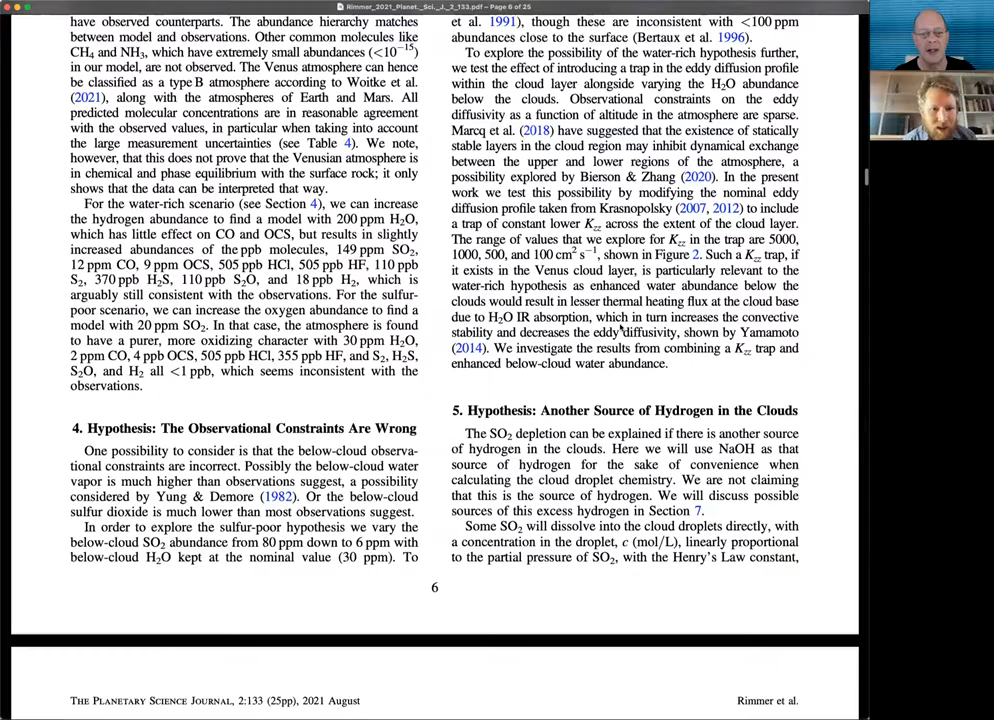 Rimmer_2021_Planet._Sci._J._2_133.pdf – Page 6 of 25
have observed counterparts. The abundance hierarchy matches
between model and observations. Other common molecules like
CH4 and NH3, which have extremely small abundances (<10−15)
in our model, are not observed. The Venus atmosphere can hence
be classified as a type B atmosphere according to Woitke et al.
(2021), along with the atmospheres of Earth and Mars. All
predicted molecular concentrations are in reasonable agreement
with the observed values, in particular when taking into account
the large measurement uncertainties (see Table 4). We note,
however, that this does not prove that the Venusian atmosphere is
in chemical and phase equilibrium with the surface rock; it only
shows that the data can be interpreted that way.
For the water-rich scenario (see Section 4), we can increase
the hydrogen abundance to find a model with 200 ppm H2O,
which has little effect on CO and OCS, but results in slightly
increased abundances of the ppb molecules, 149 ppm SO2,
12 ppm CO, 9 ppm OCS, 505 ppb HCl, 505 ppb HF, 110 ppb
S2, 370 ppb H2S, 110 ppb S2O, and 18 ppb H2, which is
arguably still consistent with the observations. For the sulfur-
poor scenario, we can increase the oxygen abundance to find a
model with 20 ppm SO2. In that case, the atmosphere is found
to have a purer, more oxidizing character with 30 ppm H2O,
2 ppm CO, 4 ppb OCS, 505 ppb HCl, 355 ppb HF, and S2, H2S,
S2O, and H2 all <1 ppb, which seems inconsistent with the
observations.
4. Hypothesis: The Observational Constraints Are Wrong
One possibility to consider is that the below-cloud observa-
tional constraints are incorrect. Possibly the below-cloud water
vapor is much higher than observations suggest, a possibility
considered by Yung & Demore (1982). Or the below-cloud
sulfur dioxide is much lower than most observations suggest.
In order to explore the sulfur-poor hypothesis we vary the
below-cloud SO2 abundance from 80 ppm down to 6 ppm with
below-cloud H2O kept at the nominal value (30 ppm). To
et al. 1991), though these are inconsistent with <100 ppm
abundances close to the surface (Bertaux et al. 1996).
To explore the possibility of the water-rich hypothesis further,
we test the effect of introducing a trap in the eddy diffusion profile
within the cloud layer alongside varying the H2O abundance
below the clouds. Observational constraints on the eddy
diffusivity as a function of altitude in the atmosphere are sparse.
Marcq et al. (2018) have suggested that the existence of statically
stable layers in the cloud region may inhibit dynamical exchange
between the upper and lower regions of the atmosphere, a
possibility explored by Bierson & Zhang (2020). In the present
work we test this possibility by modifying the nominal eddy
diffusion profile taken from Krasnopolsky (2007, 2012) to include
a trap of constant lower Kzz across the extent of the cloud layer.
The range of values that we explore for Kzz in the trap are 5000,
1000, 500, and 100 cm2 s−1, shown in Figure 2. Such a Kzz trap, if
it exists in the Venus cloud layer, is particularly relevant to the
water-rich hypothesis as enhanced water abundance below the
clouds would result in lesser thermal heating flux at the cloud base
due to H2O IR absorption, which in turn increases the convective
stability and decreases the eddy diffusivity, shown by Yamamoto
(2014). We investigate the results from combining a Kzz trap and
enhanced below-cloud water abundance.
5. Hypothesis: Another Source of Hydrogen in the Clouds
The SO2 depletion can be explained if there is another source
of hydrogen in the clouds. Here we will use NaOH as that
source of hydrogen for the sake of convenience when
calculating the cloud droplet chemistry. We are not claiming
that this is the source of hydrogen. We will discuss possible
sources of this excess hydrogen in Section 7.
Some SO2 will dissolve into the cloud droplets directly, with
a concentration in the droplet, c (mol/L), linearly proportional
to the partial pressure of SO2, with the Henry's Law constant,
6
THE PLANETARY SCIENCE JOURNAL, 2:133 (25pp), 2021 August
Rimmer et al.